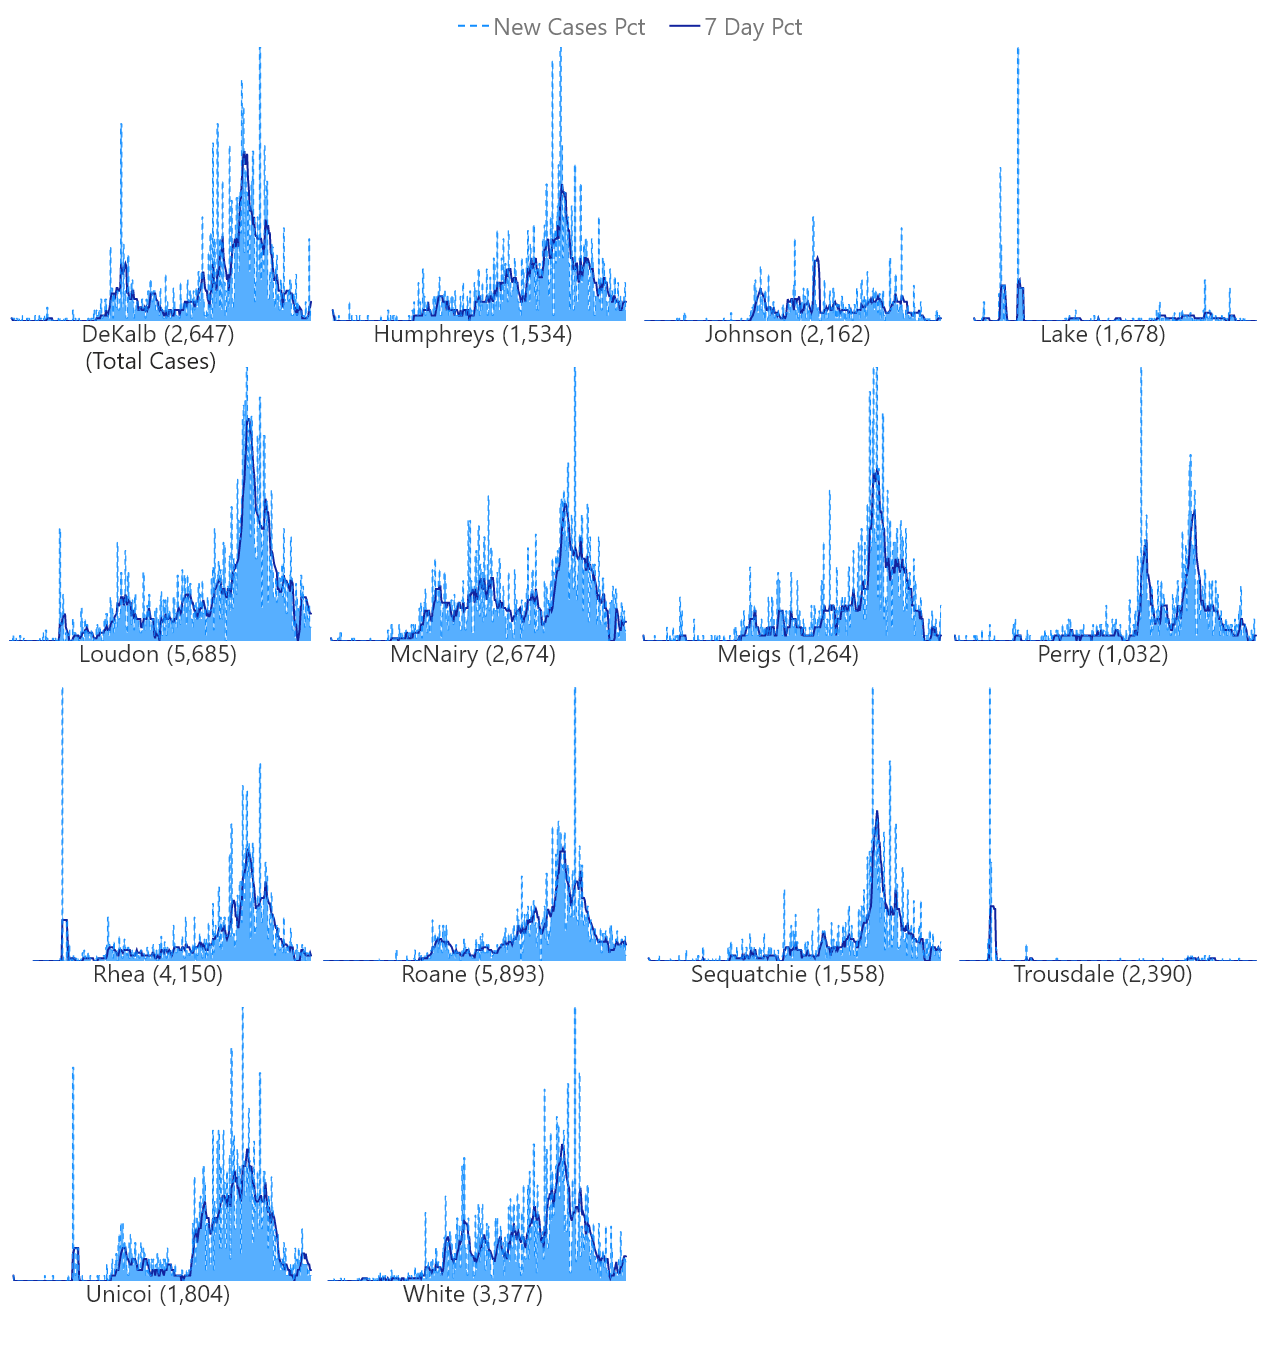 New Cases Pct 7 Day Pct
DeKalb (2,647) Humphreys (1,534) Johnson (2,162) Lake (1,678)
(Total Cases)
Loudon (5,685) McNairy (2,674) Meigs (1,264) Perry (1,032)
Rhea (4,150) Roane (5,893) Sequatchie (1,558) Trousdale (2,390)
Unicoi (1,804) White (3,377)